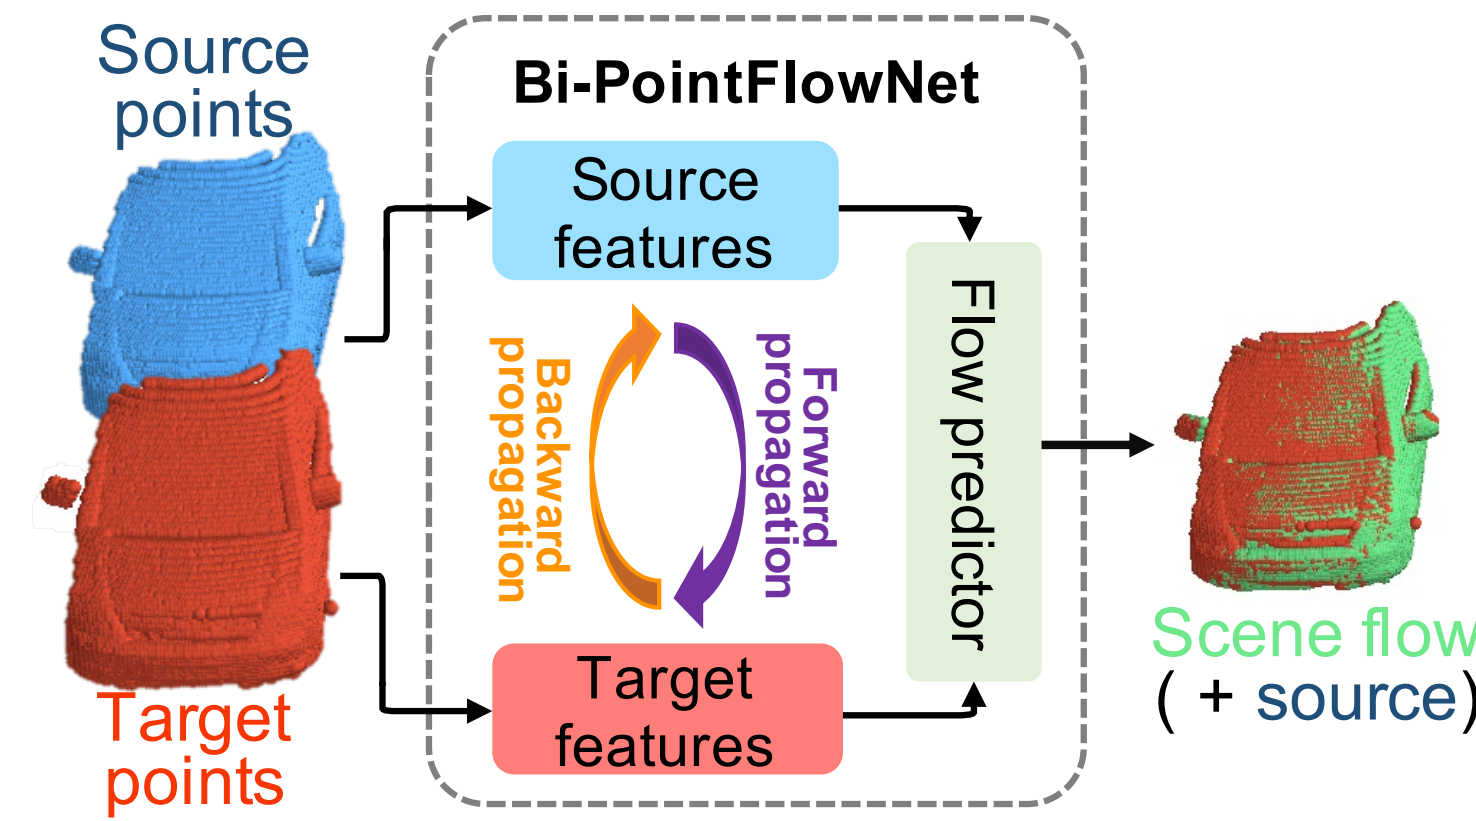 Source
points
Bi-PointFlowNet
Source
features
Backward
propagation
Forward
propagation
Flow predictor
Target
features
Target
points
Scene flow
( + source)